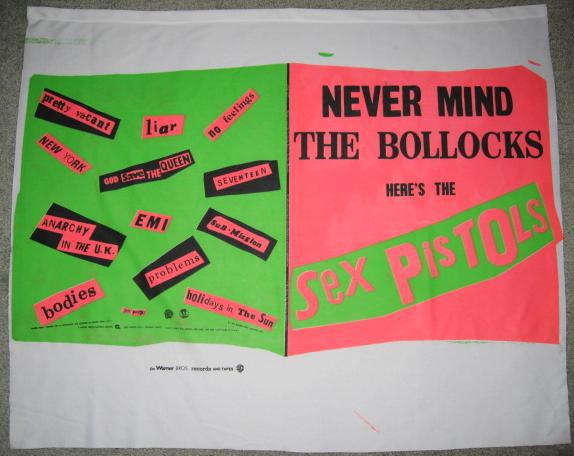 pretty vacant
liar
no feelings
NEW YORK
GOD Save THE QUEEN
SEVENTEEN
ANARCHY
IN THE U.K.
EMI
Sub·Mission
problems
bodies
holidays in The Sun
NEVER MIND
THE BOLLOCKS
HERE'S THE
Sex PisTOLS
On Warner BROS. records AND TAPES